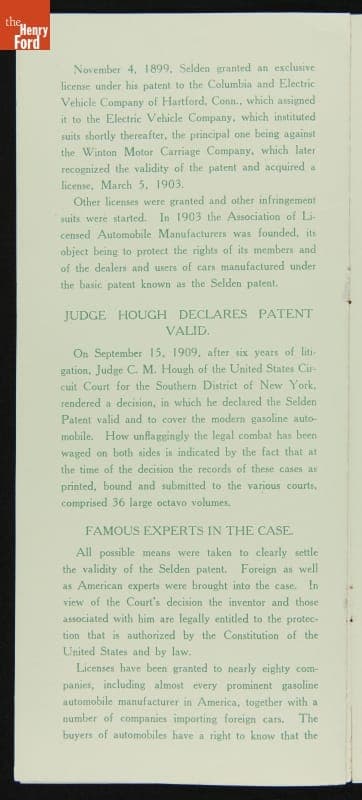 the
Henry
Ford
November 4, 1899, Selden granted an exclusive
license under his patent to the Columbia and Electric
Vehicle Company of Hartford, Conn., which assigned
it to the Electric Vehicle Company, which instituted
suits shortly thereafter, the principal one being against
the Winton Motor Carriage Company, which later
recognized the validity of the patent and acquired a
license, March 5, 1903.
Other licenses were granted and other infringement
suits were started. In 1903 the Association of Li-
censed Automobile Manufacturers was founded, its
object being to protect the rights of its members and
of the dealers and users of cars manufactured under
the basic patent known as the Selden patent.
JUDGE HOUGH DECLARES PATENT
VALID.
On September 15, 1909, after six years of liti-
gation, Judge C. M. Hough of the United States Cir-
cuit Court for the Southern District of New York,
rendered a decision, in which he declared the Selden
Patent valid and to cover the modern gasoline auto-
mobile. How unflaggingly the legal combat has been
waged on both sides is indicated by the fact that at
the time of the decision the records of these cases as
printed, bound and submitted to the various courts,
comprised 36 large octavo volumes.
FAMOUS EXPERTS IN THE CASE.
All possible means were taken to clearly settle
the validity of the Selden patent. Foreign as well
as American experts were brought into the case. In
view of the Court's decision the inventor and those
associated with him are legally entitled to the protec-
tion that is authorized by the Constitution of the
United States and by law.
Licenses have been granted to nearly eighty com-
panies, including almost every prominent gasoline
automobile manufacturer in America, together with a
number of companies importing foreign cars. The
buyers of automobiles have a right to know that the